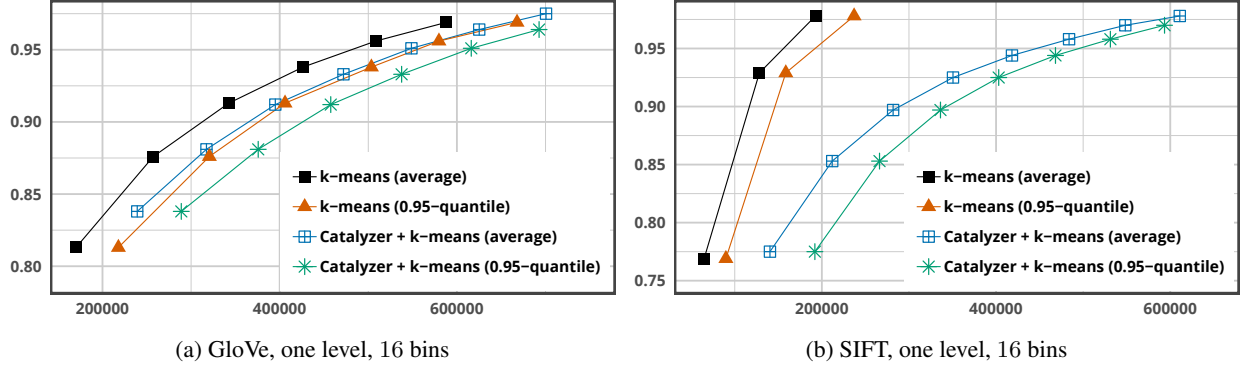 0.95
0.90
0.85
0.80
k−means (average)
k−means (0.95−quantile)
Catalyzer + k−means (average)
Catalyzer + k−means (0.95−quantile)
200000 400000 600000
(a) GloVe, one level, 16 bins
0.95
0.90
0.85
0.80
0.75
k−means (average)
k−means (0.95−quantile)
Catalyzer + k−means (average)
Catalyzer + k−means (0.95−quantile)
200000 400000 600000
(b) SIFT, one level, 16 bins